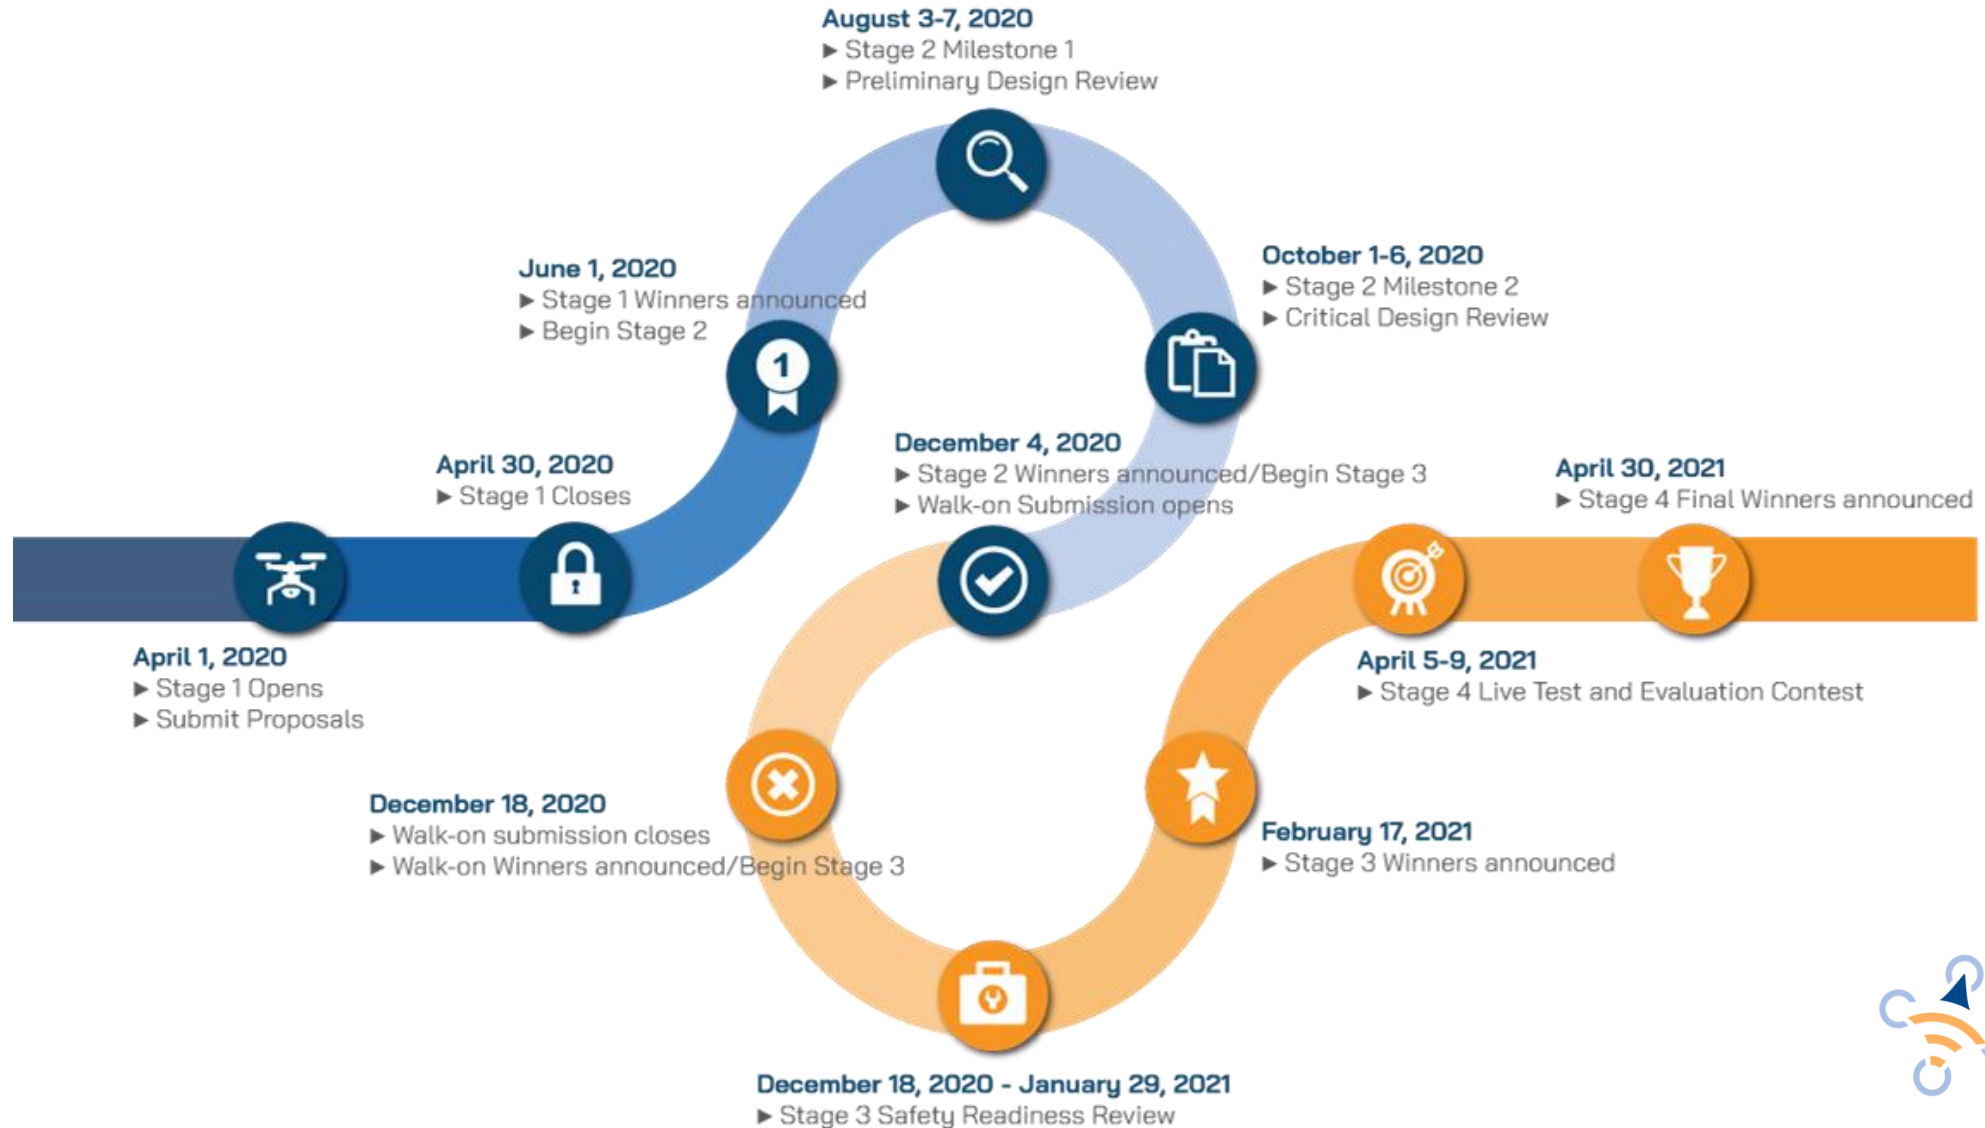 August 3-7, 2020
► Stage 2 Milestone 1
► Preliminary Design Review
June 1, 2020
► Stage 1 Winners announced
► Begin Stage 2
1
October 1-6, 2020
► Stage 2 Milestone 2
► Critical Design Review
April 30, 2020
► Stage 1 Closes
December 4, 2020
► Stage 2 Winners announced/Begin Stage 3
► Walk-on Submission opens
April 30, 2021
► Stage 4 Final Winners announced
April 1, 2020
► Stage 1 Opens
► Submit Proposals
April 5-9, 2021
► Stage 4 Live Test and Evaluation Contest
December 18, 2020
► Walk-on submission closes
► Walk-on Winners announced/Begin Stage 3
February 17, 2021
► Stage 3 Winners announced
December 18, 2020 - January 29, 2021
► Stage 3 Safety Readiness Review